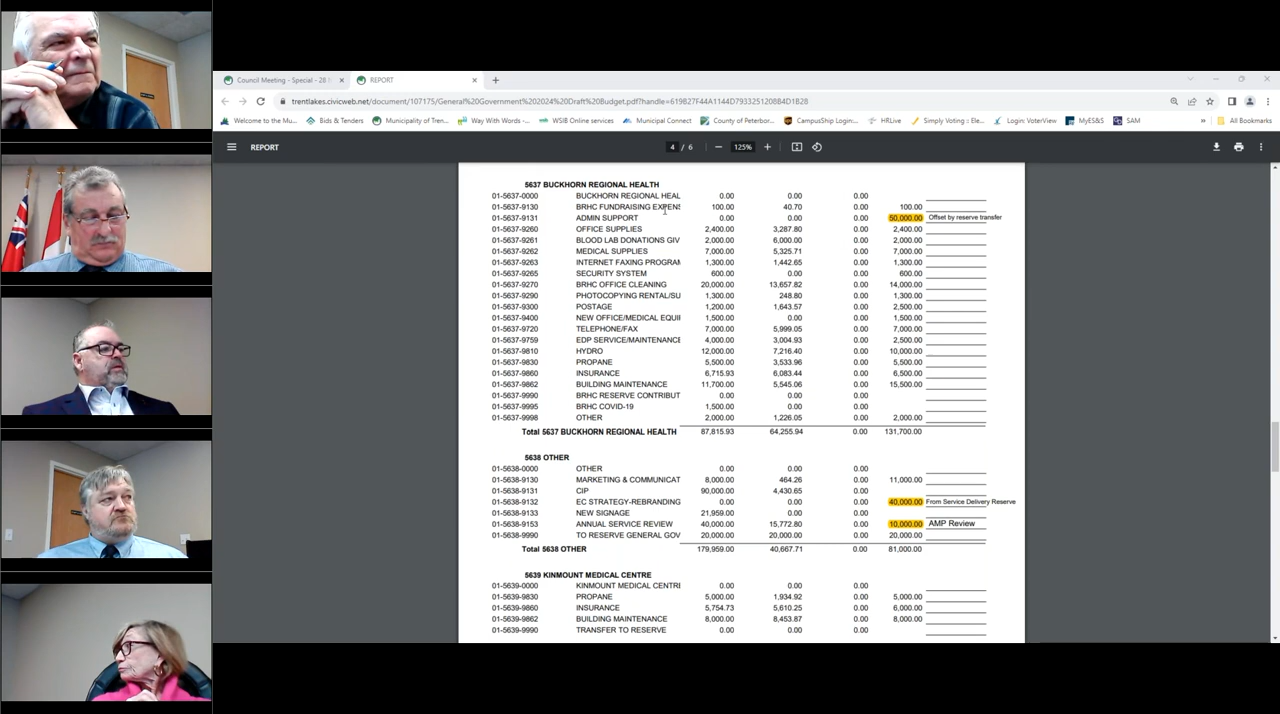 Council Meeting - Special - 28
REPORT
trentlakes.civicweb.net/document/107175/General%20Government%202024%20Draft%20Budget.pdf?handle=619B27F44A1144D7933251208B4D1B28
Welcome to the Mu... Bids & Tenders Municipality of Tren... Way With Words -... WSIB Online services Municipal Connect County of Peterbor... CampusShip Login:... HRLive Simply Voting :: Ele... Login: VoterView MyES&S SAM » All Bookmarks
REPORT 4 / 6 125%
5637 BUCKHORN REGIONAL HEALTH
01-5637-0000 BUCKHORN REGIONAL HEAL 0.00 0.00 0.00
01-5637-9130 BRHC FUNDRAISING EXPENS 100.00 40.70 0.00 100.00
01-5637-9131 ADMIN SUPPORT 0.00 0.00 0.00 50,000.00 Offset by reserve transfer
01-5637-9260 OFFICE SUPPLIES 2,400.00 3,287.80 0.00 2,400.00
01-5637-9261 BLOOD LAB DONATIONS GIV 2,000.00 6,000.00 0.00 2,000.00
01-5637-9262 MEDICAL SUPPLIES 7,000.00 5,325.71 0.00 7,000.00
01-5637-9263 INTERNET FAXING PROGRAM 1,300.00 1,442.65 0.00 1,300.00
01-5637-9265 SECURITY SYSTEM 600.00 0.00 0.00 600.00
01-5637-9270 BRHC OFFICE CLEANING 20,000.00 13,657.82 0.00 14,000.00
01-5637-9290 PHOTOCOPYING RENTAL/SU 1,300.00 248.80 0.00 1,300.00
01-5637-9300 POSTAGE 1,200.00 1,643.57 0.00 2,500.00
01-5637-9400 NEW OFFICE/MEDICAL EQUI 1,500.00 0.00 0.00 1,500.00
01-5637-9720 TELEPHONE/FAX 7,000.00 5,999.05 0.00 7,000.00
01-5637-9759 EDP SERVICE/MAINTENANCE 4,000.00 3,004.93 0.00 2,500.00
01-5637-9810 HYDRO 12,000.00 7,216.40 0.00 10,000.00
01-5637-9830 PROPANE 5,500.00 3,533.96 0.00 5,500.00
01-5637-9860 INSURANCE 6,715.93 6,083.44 0.00 6,500.00
01-5637-9862 BUILDING MAINTENANCE 11,700.00 5,545.06 0.00 15,500.00
01-5637-9990 BRHC RESERVE CONTRIBUT 0.00 0.00 0.00
01-5637-9995 BRHC COVID-19 1,500.00 0.00 0.00
01-5637-9998 OTHER 2,000.00 1,226.05 0.00 2,000.00
Total 5637 BUCKHORN REGIONAL HEALTH 87,815.93 64,255.94 0.00 131,700.00
5638 OTHER
01-5638-0000 OTHER 0.00 0.00 0.00
01-5638-9130 MARKETING & COMMUNICAT 8,000.00 464.26 0.00 11,000.00
01-5638-9131 CIP 90,000.00 4,430.65 0.00
01-5638-9132 EC STRATEGY-REBRANDING 0.00 0.00 0.00 40,000.00 From Service Delivery Reserve
01-5638-9133 NEW SIGNAGE 21,959.00 0.00 0.00
01-5638-9153 ANNUAL SERVICE REVIEW 40,000.00 15,772.80 0.00 10,000.00 AMP Review
01-5638-9990 TO RESERVE GENERAL GOV 20,000.00 20,000.00 0.00 20,000.00
Total 5638 OTHER 179,959.00 40,667.71 0.00 81,000.00
5639 KINMOUNT MEDICAL CENTRE
01-5639-0000 KINMOUNT MEDICAL CENTRI 0.00 0.00 0.00
01-5639-9830 PROPANE 5,000.00 1,934.92 0.00 5,000.00
01-5639-9860 INSURANCE 5,754.73 5,610.25 0.00 6,000.00
01-5639-9862 BUILDING MAINTENANCE 8,000.00 8,453.87 0.00 8,000.00
01-5639-9990 TRANSFER TO RESERVE 0.00 0.00 0.00